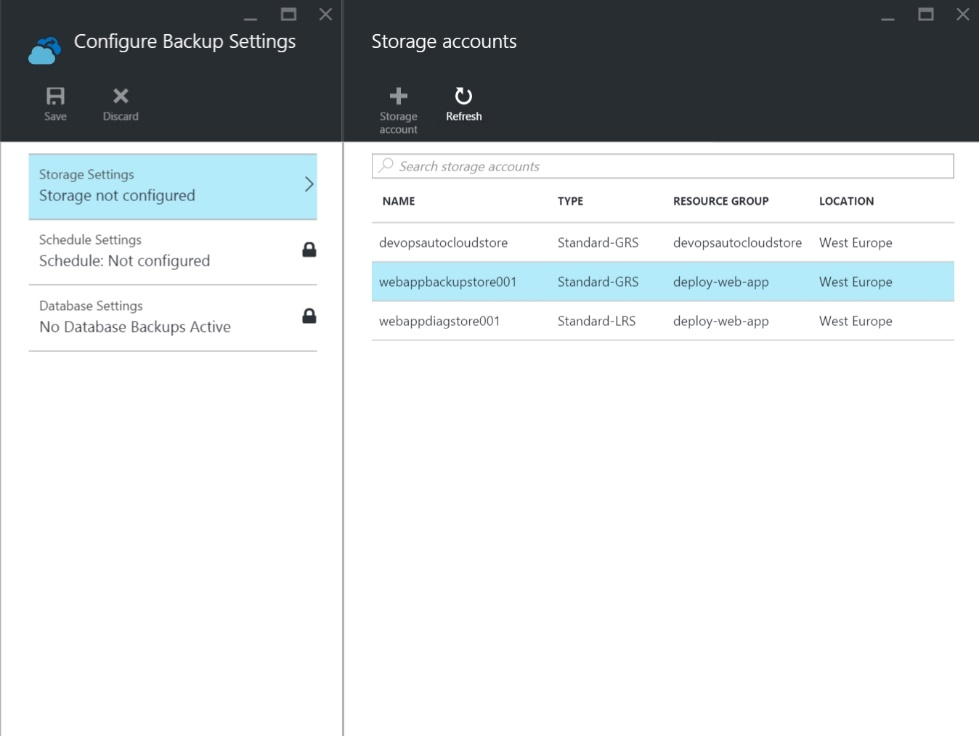 Configure Backup Settings
Save
Discard
Storage Settings
Storage not configured
Schedule Settings
Schedule: Not configured
Database Settings
No Database Backups Active
Storage accounts
Storage
account
Refresh
Search storage accounts
NAME TYPE RESOURCE GROUP LOCATION
devopsautocloudstore Standard-GRS devopsautocloudstore West Europe
webappbackupstore001 Standard-GRS deploy-web-app West Europe
webappdiagstore001 Standard-LRS deploy-web-app West Europe